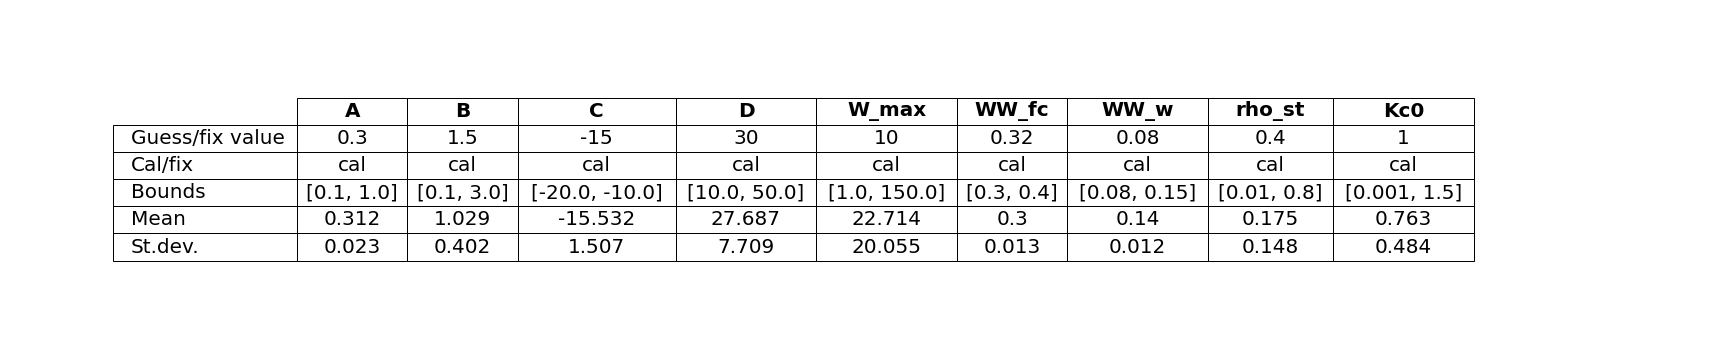 A B C D W_max WW_fc WW_w rho_st Kc0
Guess/fix value 0.3 1.5 -15 30 10 0.32 0.08 0.4 1
Cal/fix cal cal cal cal cal cal cal cal cal
Bounds [0.1, 1.0] [0.1, 3.0] [-20.0, -10.0] [10.0, 50.0] [1.0, 150.0] [0.3, 0.4] [0.08, 0.15] [0.01, 0.8] [0.001, 1.5]
Mean 0.312 1.029 -15.532 27.687 22.714 0.3 0.14 0.175 0.763
St.dev. 0.023 0.402 1.507 7.709 20.055 0.013 0.012 0.148 0.484